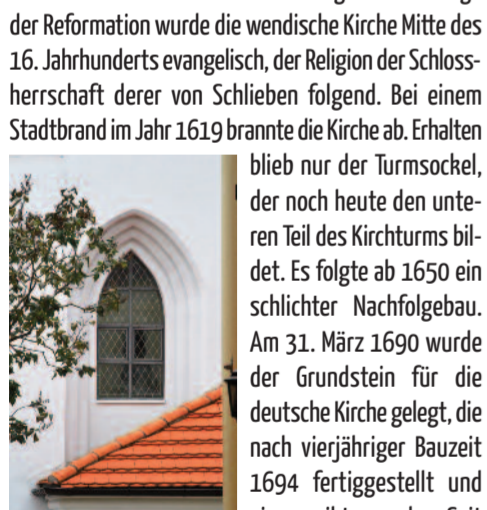 der Reformation wurde die wendische Kirche Mitte des
16. Jahrhunderts evangelisch, der Religion der Schloss-
herrschaft derer von Schlieben folgend. Bei einem
Stadtbrand im Jahr 1619 brannte die Kirche ab. Erhalten
blieb nur der Turmsockel,
der noch heute den unte-
ren Teil des Kirchturms bil-
det. Es folgte ab 1650 ein
schlichter Nachfolgebau.
Am 31. März 1690 wurde
der Grundstein für die
deutsche Kirche gelegt, die
nach vierjähriger Bauzeit
1694 fertiggestellt und